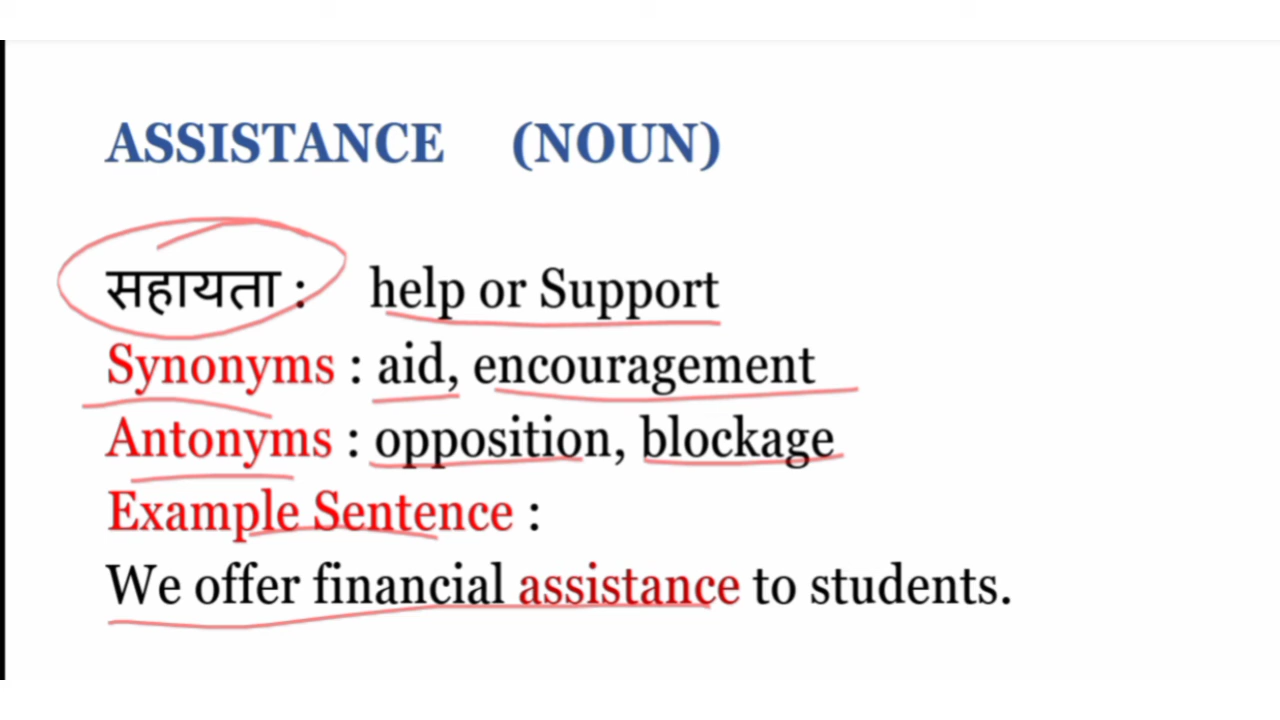 ASSISTANCE (NOUN)
सहायता : help or Support
Synonyms : aid, encouragement
Antonyms : opposition, blockage
Example Sentence :
We offer financial assistance to students.